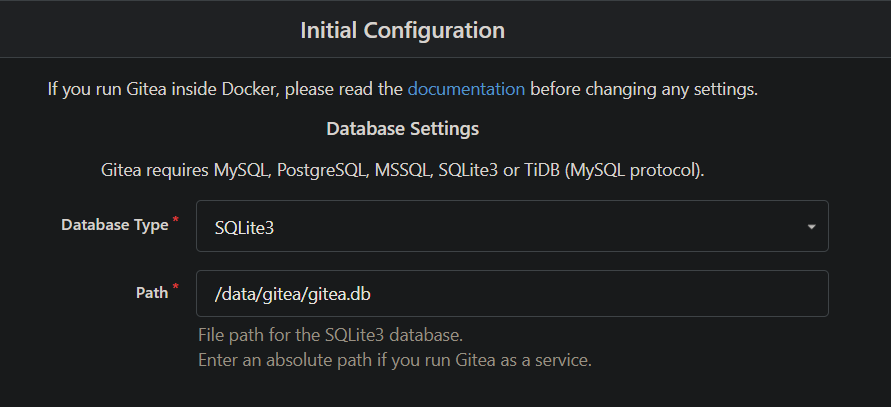 Initial Configuration
If you run Gitea inside Docker, please read the documentation before changing any settings.
Database Settings
Gitea requires MySQL, PostgreSQL, MSSQL, SQLite3 or TiDB (MySQL protocol).
Database Type *
SQLite3
Path *
/data/gitea/gitea.db
File path for the SQLite3 database.
Enter an absolute path if you run Gitea as a service.